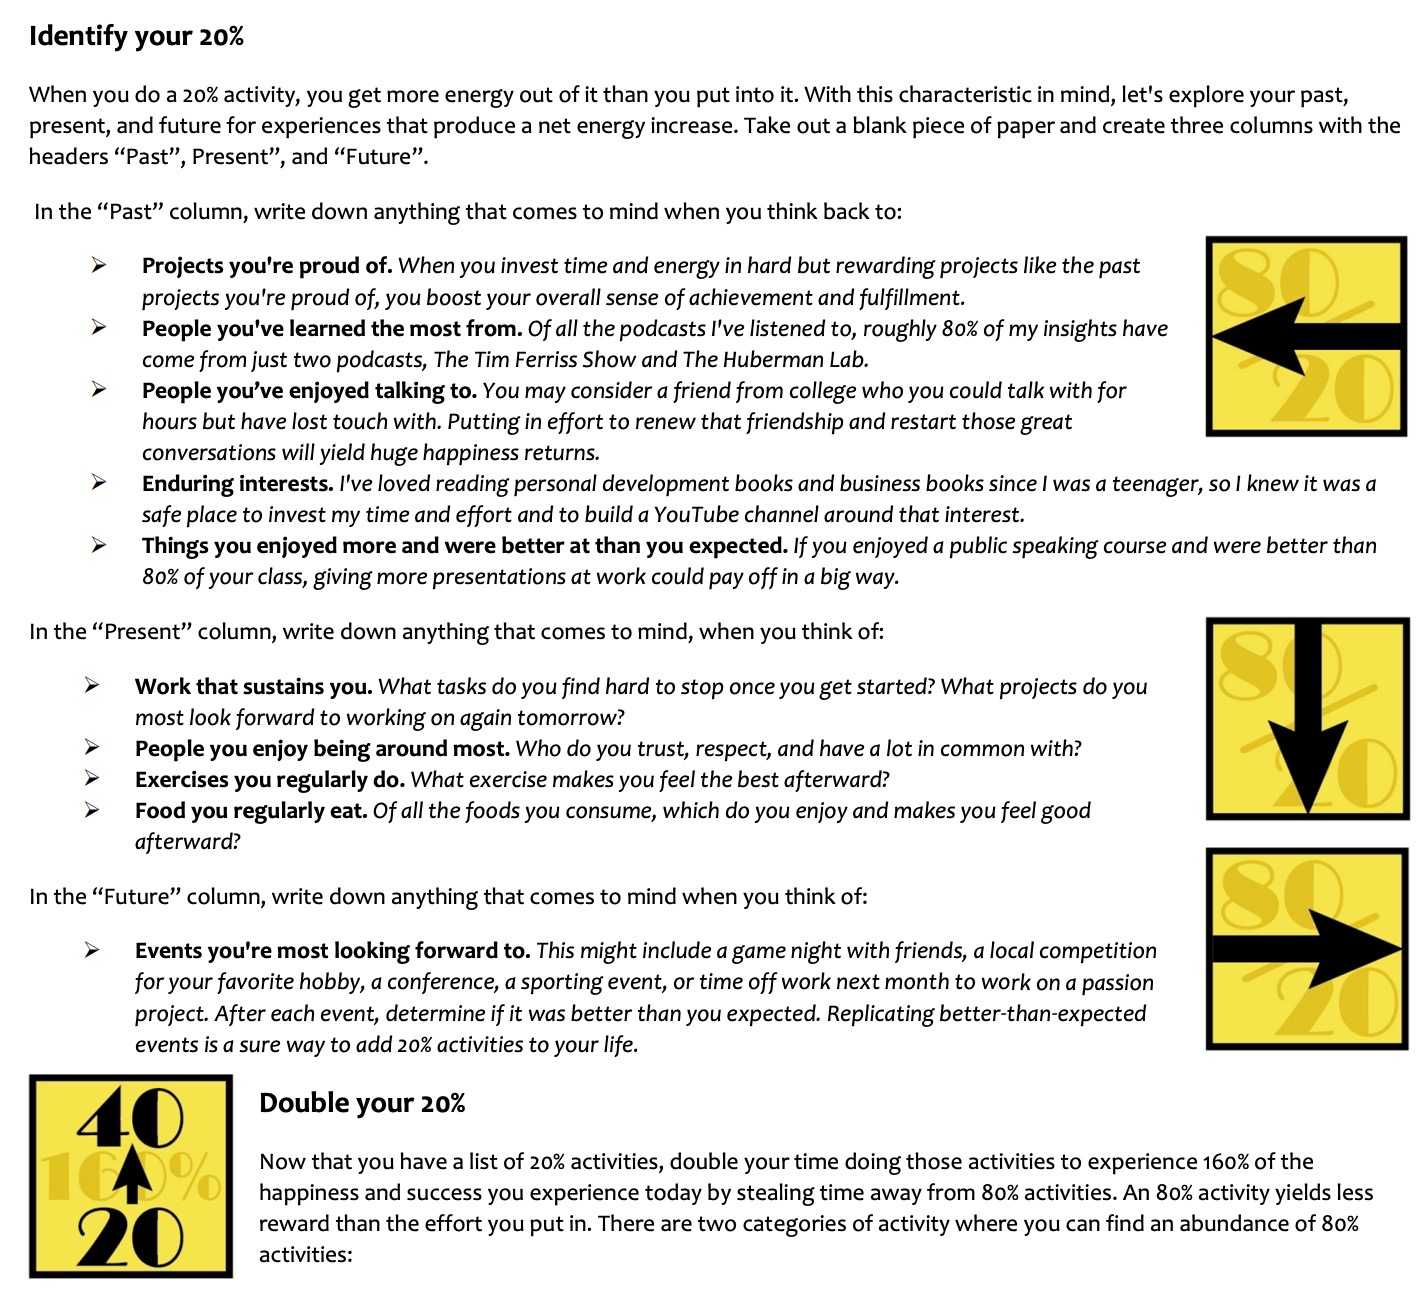 Identify your 20%
When you do a 20% activity, you get more energy out of it than you put into it. With this characteristic in mind, let's explore your past,
present, and future for experiences that produce a net energy increase. Take out a blank piece of paper and create three columns with the
headers “Past”, Present”, and “Future”.
In the “Past” column, write down anything that comes to mind when you think back to:
➢ Projects you're proud of. When you invest time and energy in hard but rewarding projects like the past
projects you're proud of, you boost your overall sense of achievement and fulfillment.
➢ People you've learned the most from. Of all the podcasts I've listened to, roughly 80% of my insights have
come from just two podcasts, The Tim Ferriss Show and The Huberman Lab.
➢ People you’ve enjoyed talking to. You may consider a friend from college who you could talk with for
hours but have lost touch with. Putting in effort to renew that friendship and restart those great
conversations will yield huge happiness returns.
80/20
➢ Enduring interests. I've loved reading personal development books and business books since I was a teenager, so I knew it was a
safe place to invest my time and effort and to build a YouTube channel around that interest.
➢ Things you enjoyed more and were better at than you expected. If you enjoyed a public speaking course and were better than
80% of your class, giving more presentations at work could pay off in a big way.
In the “Present” column, write down anything that comes to mind, when you think of:
➢ Work that sustains you. What tasks do you find hard to stop once you get started? What projects do you
most look forward to working on again tomorrow?
➢ People you enjoy being around most. Who do you trust, respect, and have a lot in common with?
➢ Exercises you regularly do. What exercise makes you feel the best afterward?
➢ Food you regularly eat. Of all the foods you consume, which do you enjoy and makes you feel good
afterward?
80/20
In the “Future” column, write down anything that comes to mind when you think of:
➢ Events you're most looking forward to. This might include a game night with friends, a local competition
for your favorite hobby, a conference, a sporting event, or time off work next month to work on a passion
project. After each event, determine if it was better than you expected. Replicating better-than-expected
events is a sure way to add 20% activities to your life.
80/20
40
160%
20
Double your 20%
Now that you have a list of 20% activities, double your time doing those activities to experience 160% of the
happiness and success you experience today by stealing time away from 80% activities. An 80% activity yields less
reward than the effort you put in. There are two categories of activity where you can find an abundance of 80%
activities: